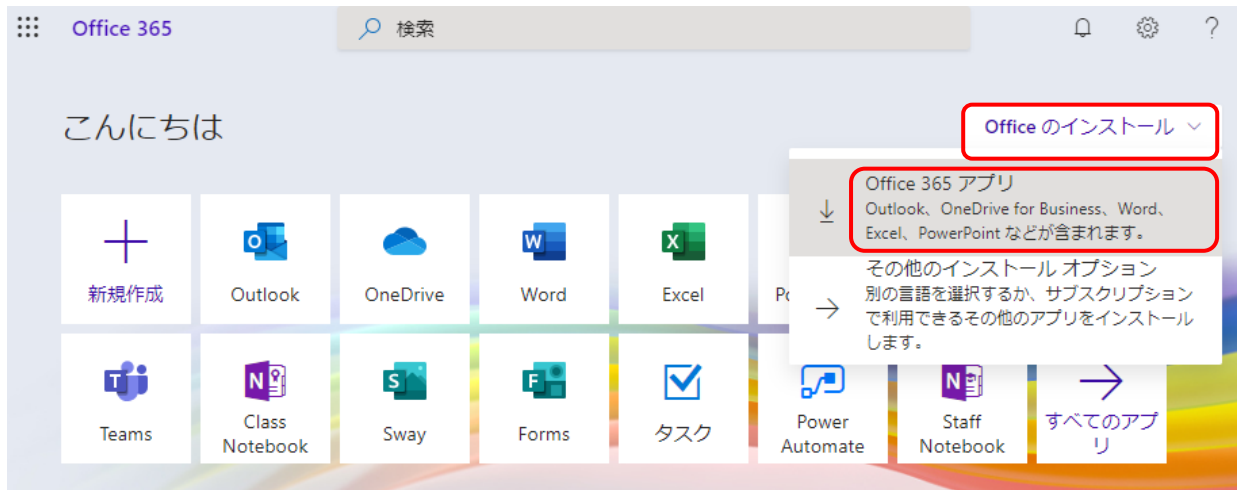 Office 365
検索
?
こんにちは
Office のインストール
Office 365 アプリ
Outlook、OneDrive for Business、Word、
Excel、PowerPoint などが含まれます。
その他のインストール オプション
別の言語を選択するか、サブスクリプション
で利用できるその他のアプリをインストール
します。
新規作成
Outlook
OneDrive
Word
Excel
Teams
Class
Notebook
Sway
Forms
タスク
Power
Automate
Staff
Notebook
すべてのアプ
リ